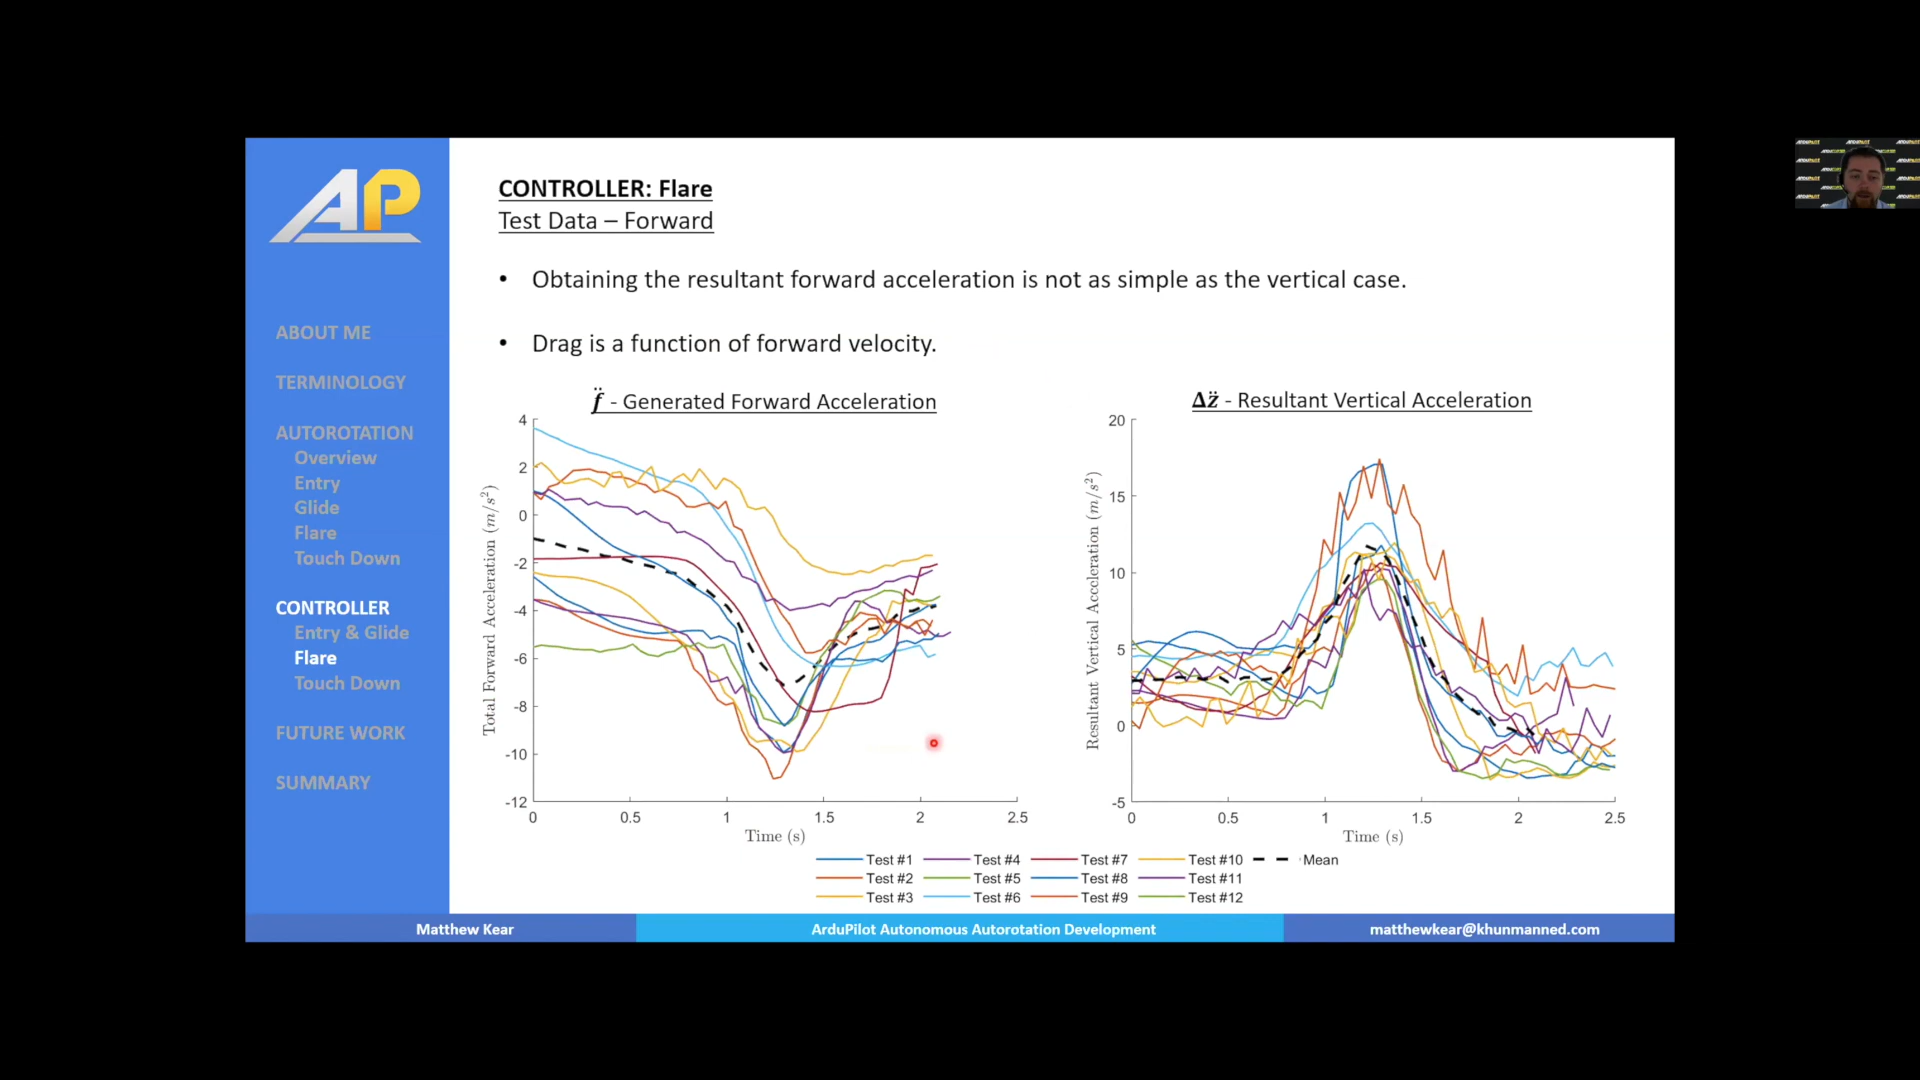 AP
ABOUT ME
TERMINOLOGY
AUTOROTATION
Overview
Entry
Glide
Flare
Touch Down
CONTROLLER
Entry & Glide
Flare
Touch Down
FUTURE WORK
SUMMARY
CONTROLLER: Flare
Test Data – Forward
• Obtaining the resultant forward acceleration is not as simple as the vertical case.
• Drag is a function of forward velocity.
f̈ - Generated Forward Acceleration
Total Forward Acceleration (m/s²)
4
2
0
-2
-4
-6
-8
-10
-12
0 0.5 1 1.5 2 2.5
Time (s)
Δz̈ - Resultant Vertical Acceleration
Resultant Vertical Accleration (m/s²)
20
15
10
5
0
-5
0 0.5 1 1.5 2 2.5
Time (s)
Test #1 Test #4 Test #7 Test #10 Mean
Test #2 Test #5 Test #8 Test #11
Test #3 Test #6 Test #9 Test #12
Matthew Kear ArduPilot Autonomous Autorotation Development matthewkear@khunmanned.com